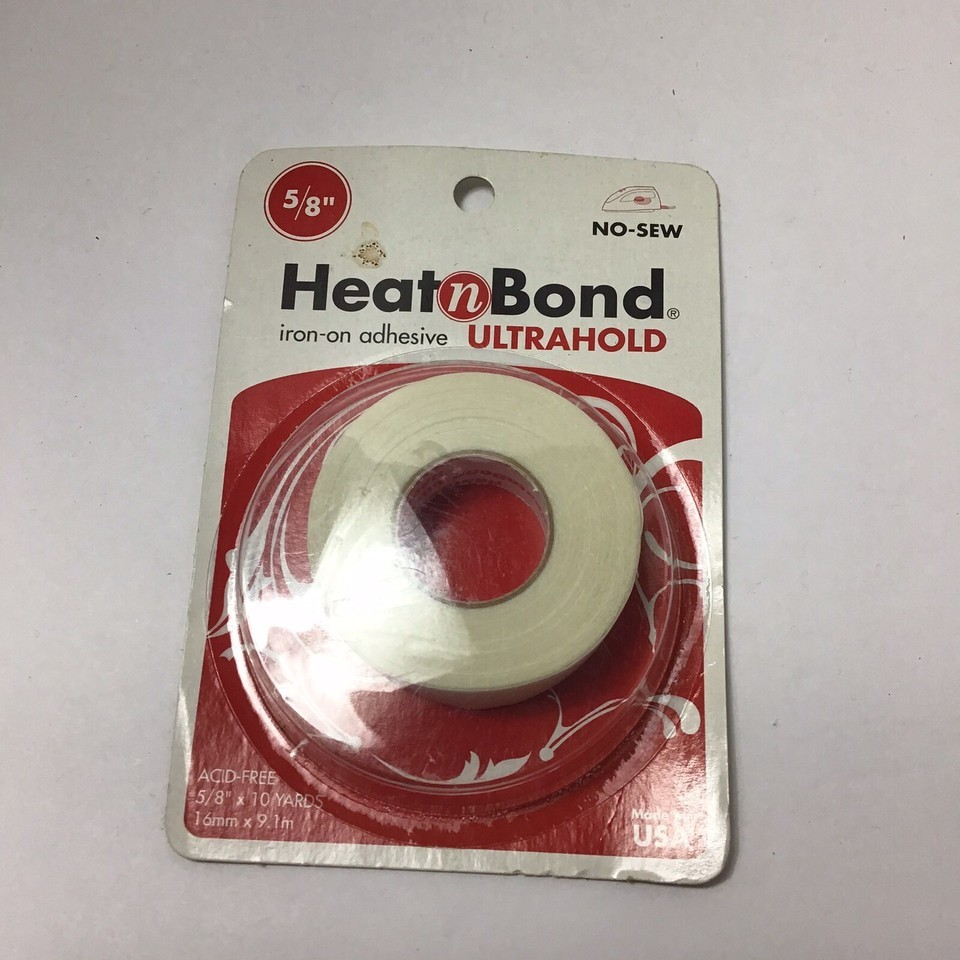 5/8"
NO-SEW
HeatnBond®
iron-on adhesive ULTRAHOLD
ACID-FREE
5/8" x 10 YARDS
16mm x 9.1m
Made in
USA